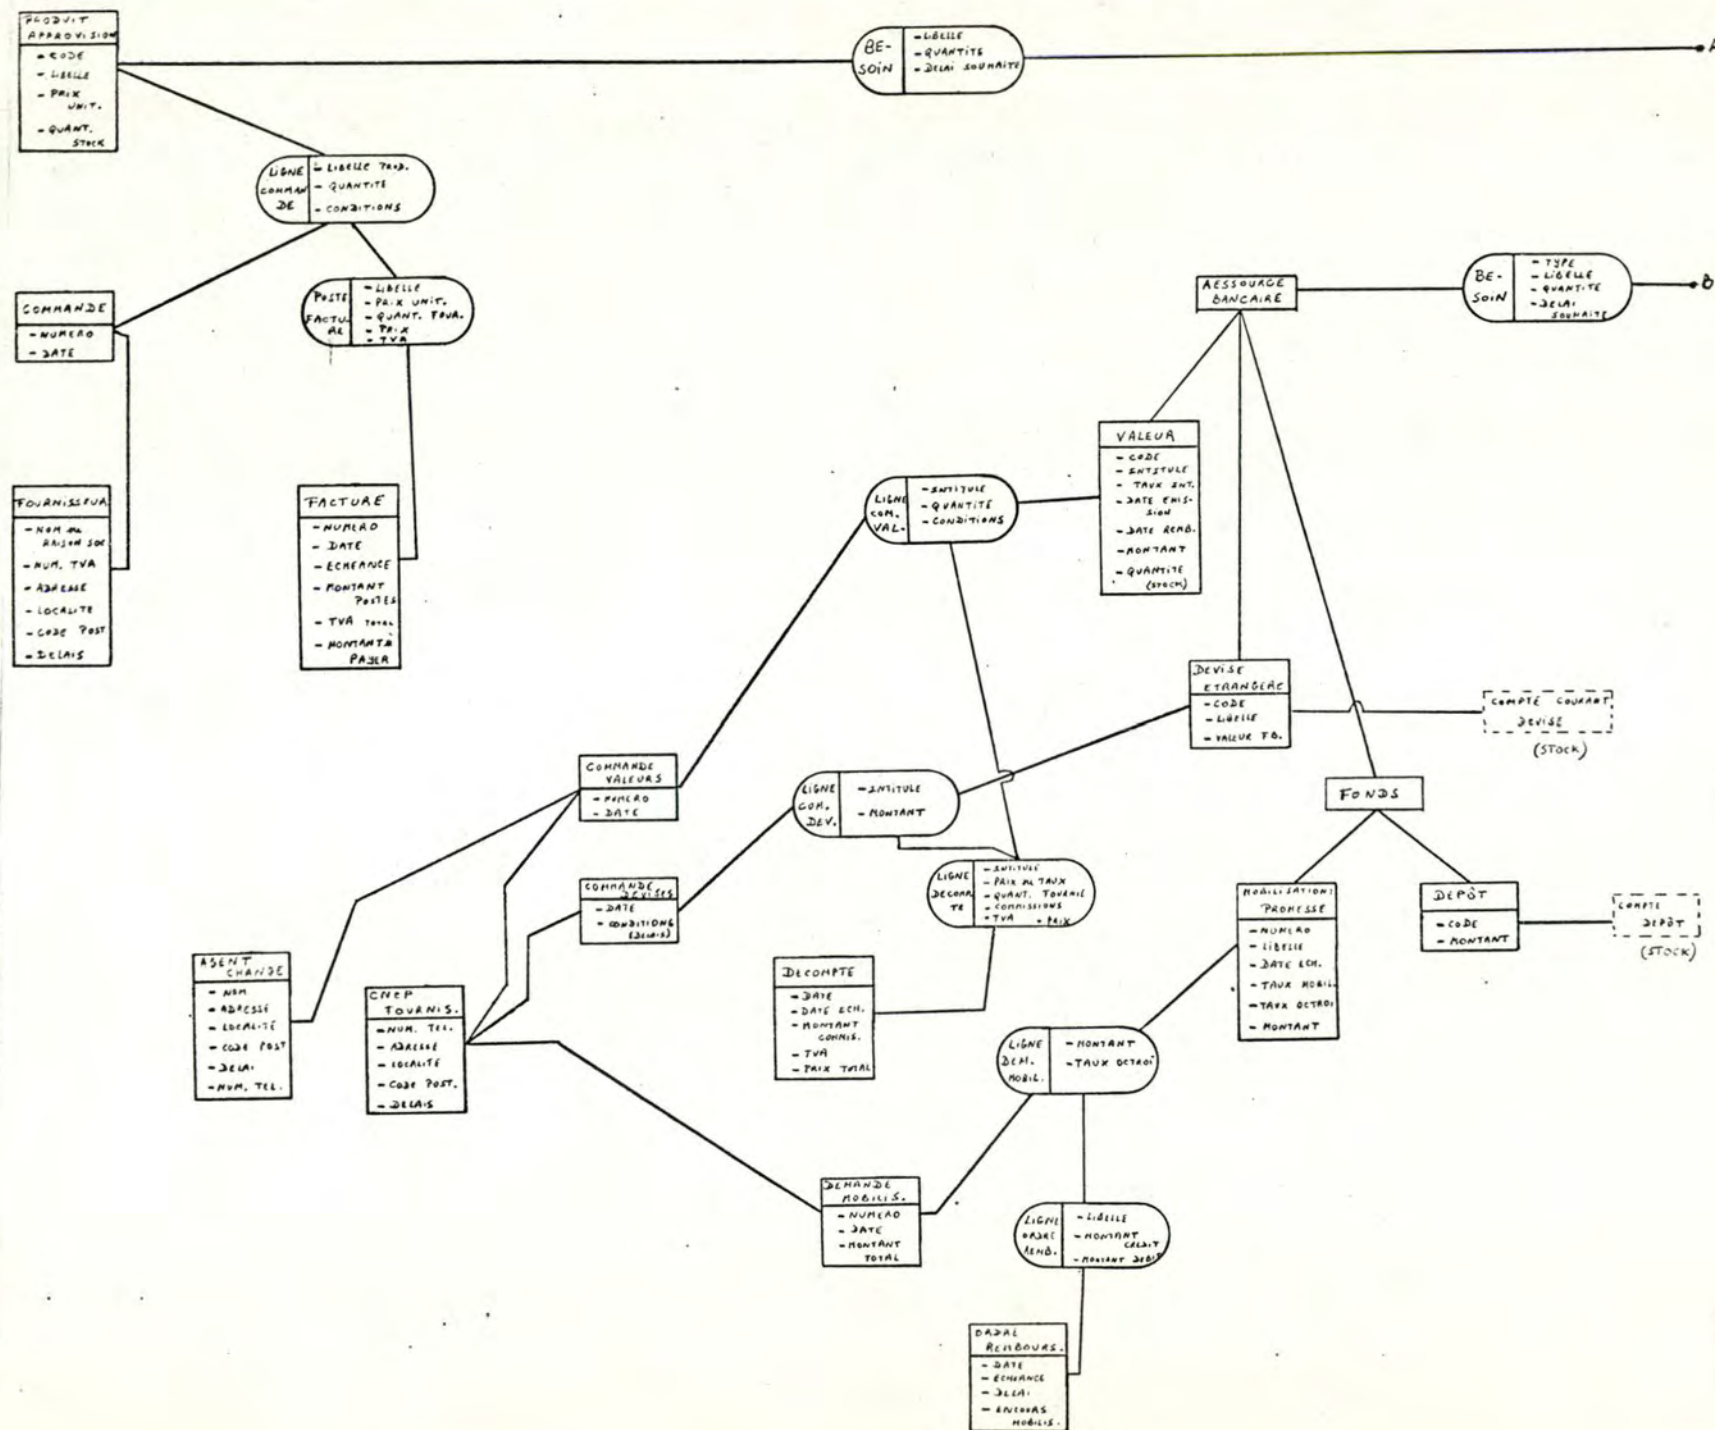 PRODUIT
APPROVISION
- CODE
- LIBELLE
- PRIX
UNIT.
- QUANT.
STOCK
BE-
SOIN
- LIBELLE
- QUANTITE
- DELAI SOUHAITE
A
LIGNE
COMMAN
DE
- LIBELLE PROD.
- QUANTITE
- CONDITIONS
COMMANDE
- NUMERO
- DATE
POSTE
FACTU-
RE
- LIBELLE
- PRIX UNIT.
- QUANT. FOUR.
- PRIX
- TVA
RESSOURCE
BANCAIRE
BE-
SOIN
- TYPE
- LIBELLE
- QUANTITE
- DELAI
SOUHAITE
B
FOURNISSEUR
- NOM ou
RAISON SOC
- NUM. TVA
- ADRESSE
- LOCALITE
- CODE POST
- DELAIS
FACTURE
- NUMERO
- DATE
- ECHEANCE
- MONTANT
POSTES
- TVA TOTAL
- MONTANT à
PAYER
LIGNE
COM.
VAL.
- INTITULE
- QUANTITE
- CONDITIONS
VALEUR
- CODE
- INTITULE
- TAUX INT.
- DATE EMIS-
SION
- DATE REMB.
- MONTANT
- QUANTITE
(STOCK)
DEVISE
ETRANGERE
- CODE
- LIBELLE
- VALEUR FB.
COMPTE COURANT
DEVISE
(STOCK)
COMMANDE
VALEURS
- NUMERO
- DATE
LIGNE
COM.
DEV.
- INTITULE
- MONTANT
FONDS
COMMANDE
DEVISES
- DATE
- CONDITIONS
(DELAIS)
LIGNE
DECOMP
TE
- INTITULE
- PRIX ou TAUX
- QUANT. FOURNIE
- COMMISSIONS
- TVA - PRIX
MOBILISATION:
PROMESSE
- NUMERO
- LIBELLE
- DATE ECH.
- TAUX MOBIL.
- TAUX OCTROI
- MONTANT
DEPÔT
- CODE
- MONTANT
COMPTE
DEPÔT
(STOCK)
AGENT
CHANGE
- NOM
- ADRESSE
- LOCALITE
- CODE POST
- DELAI
- NUM. TEL.
CNCP
FOURNIS.
- NUM. TEL.
- ADRESSE
- LOCALITE
- CODE POST.
- DELAIS
DECOMPTE
- DATE
- DATE ECH.
- MONTANT
COMMIS.
- TVA
- PRIX TOTAL
LIGNE
DEM.
MOBIL.
- MONTANT
- TAUX OCTROI
DEMANDE
MOBILIS.
- NUMERO
- DATE
- MONTANT
TOTAL
LIGNE
ORDRE
REMB.
- LIBELLE
- MONTANT
CREDIT
- MONTANT DEBIT
ORDRE
REMBOURS.
- DATE
- ECHEANCE
- DELAI
- ENCOURS
MOBILIS.